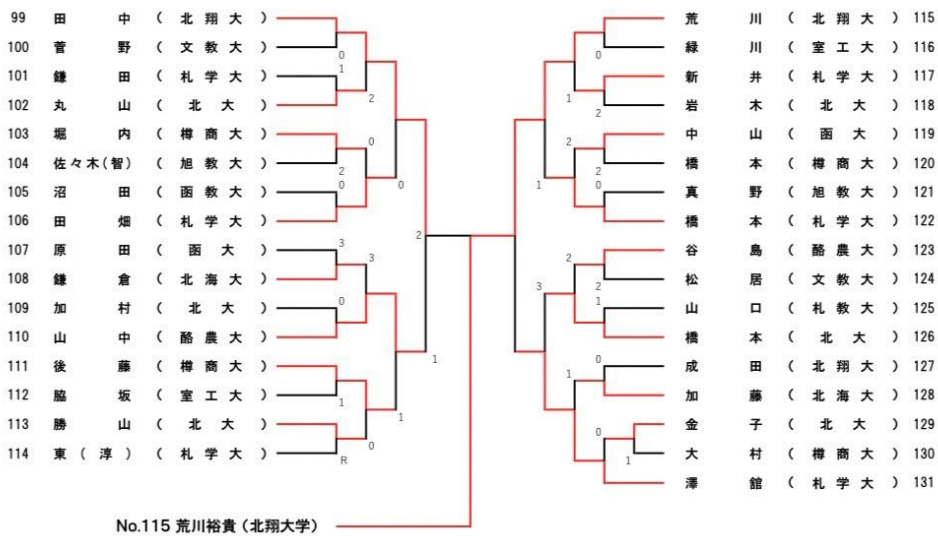 99 田中（北翔大）
100 菅野（文教大）
101 鎌田（札学大）
102 丸山（北大）
103 堀内（樽商大）
104 佐々木(智)（旭教大）
105 沼田（函教大）
106 田畑（札学大）
107 原田（函大）
108 鎌倉（北海大）
109 加村（北大）
110 山中（酪農大）
111 後藤（樽商大）
112 脇坂（室工大）
113 勝山（北大）
114 東（淳）（札学大）
0
1
2
0
2
0
0
3
3
0
1
1
1
R
0
2
荒川（北翔大）115
緑川（室工大）116
新井（札学大）117
岩木（北大）118
中山（函大）119
橋本（樽商大）120
真野（旭教大）121
橋本（札学大）122
谷島（酪農大）123
松居（文教大）124
山口（札教大）125
橋本（北大）126
成田（北翔大）127
加藤（北海大）128
金子（北大）129
大村（樽商大）130
澤舘（札学大）131
0
1
2
2
2
0
1
2
2
1
3
0
1
0
1
No.115 荒川裕貴（北翔大学）